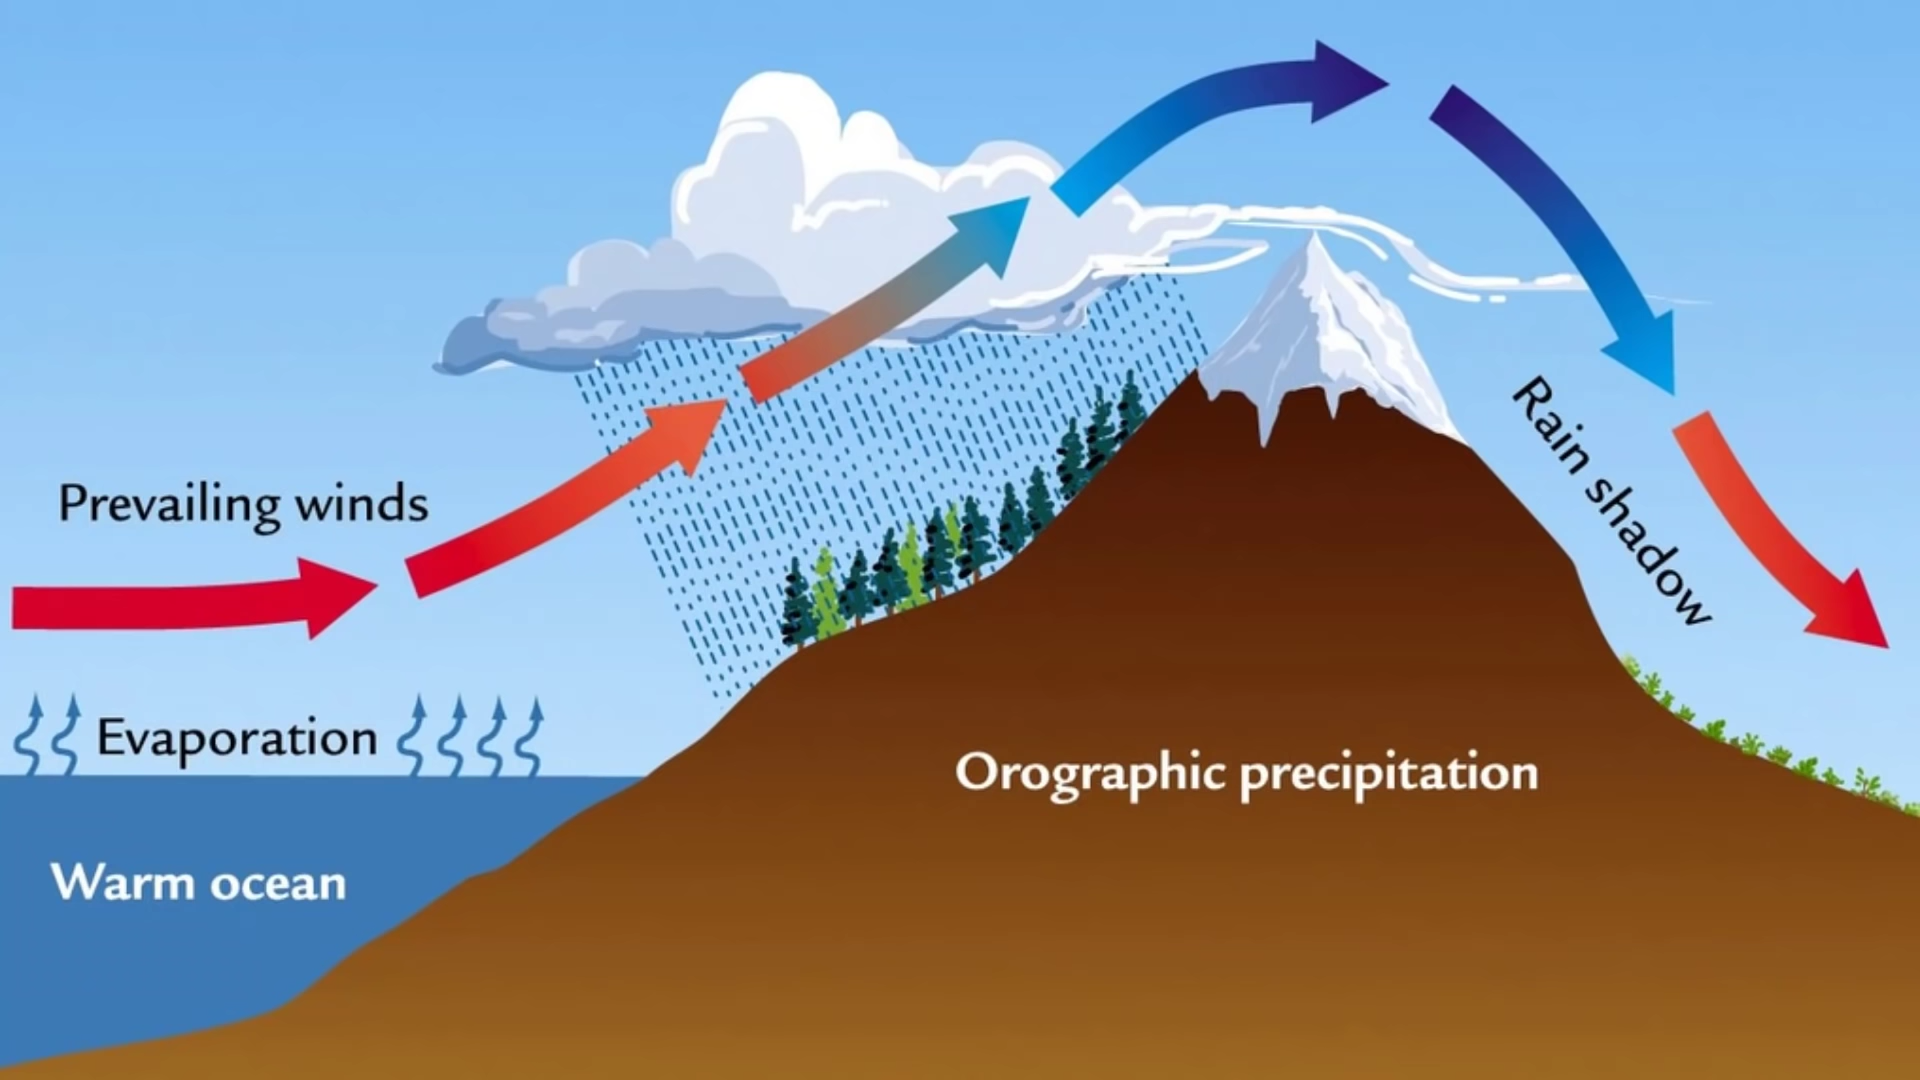 Prevailing winds
Evaporation
Warm ocean
Orographic precipitation
Rain shadow